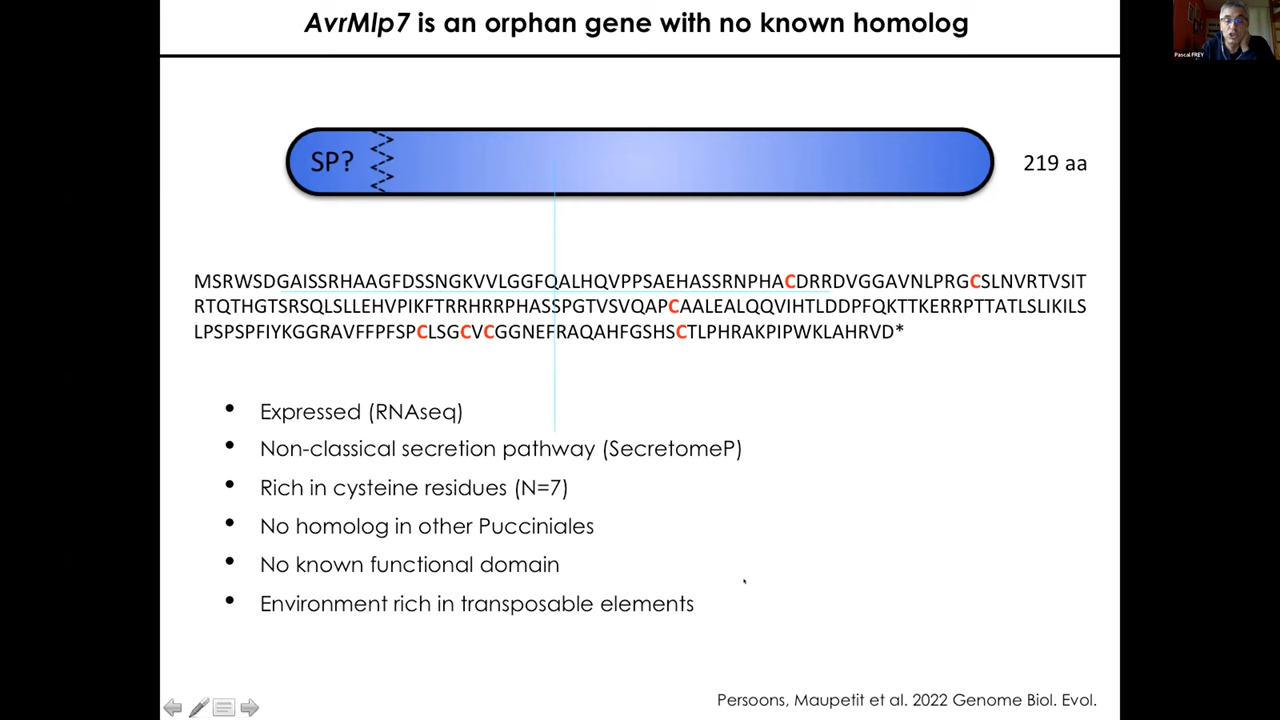 AvrMlp7 is an orphan gene with no known homolog
Pascal FREY
SP?
219 aa
MSRWSDGAISSRHAAGFDSSNGKVVLGGFQALHQVPPSAEHASSRNPHACDRRDVGGAVNLPRGCSLNVRTVSIT
RTQTHGTSRSQLSLLEHVPIKFTRRHRRPHASSPGTVSVQAPCAALEALQQVIHTLDDPFQKTTKERRPTTATLSLIKILS
LPSPSPFIYKGGRAVFFPFSPCLSGCVCGGNEFRAQAHFGSHSCTLPHRAKPIPWKLAHRVD*
• Expressed (RNAseq)
• Non-classical secretion pathway (SecretomeP)
• Rich in cysteine residues (N=7)
• No homolog in other Pucciniales
• No known functional domain
• Environment rich in transposable elements
Persoons, Maupetit et al. 2022 Genome Biol. Evol.